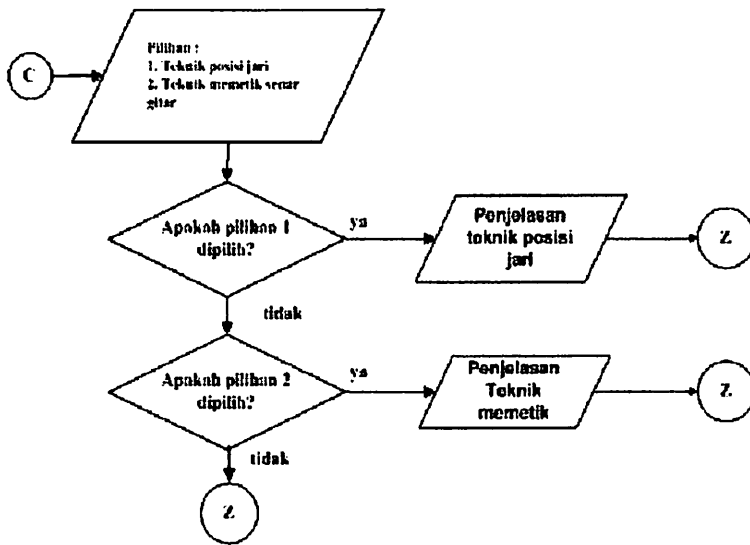 C
Pilihan :
1. Teknik posisi jari
2. Teknik memetik senar
gitar
Apakah pilihan 1
dipilih?
ya
Penjelasan
teknik posisi
jari
Z
tidak
Apakah pilihan 2
dipilih?
ya
Penjelasan
Teknik
memetik
Z
tidak
Z